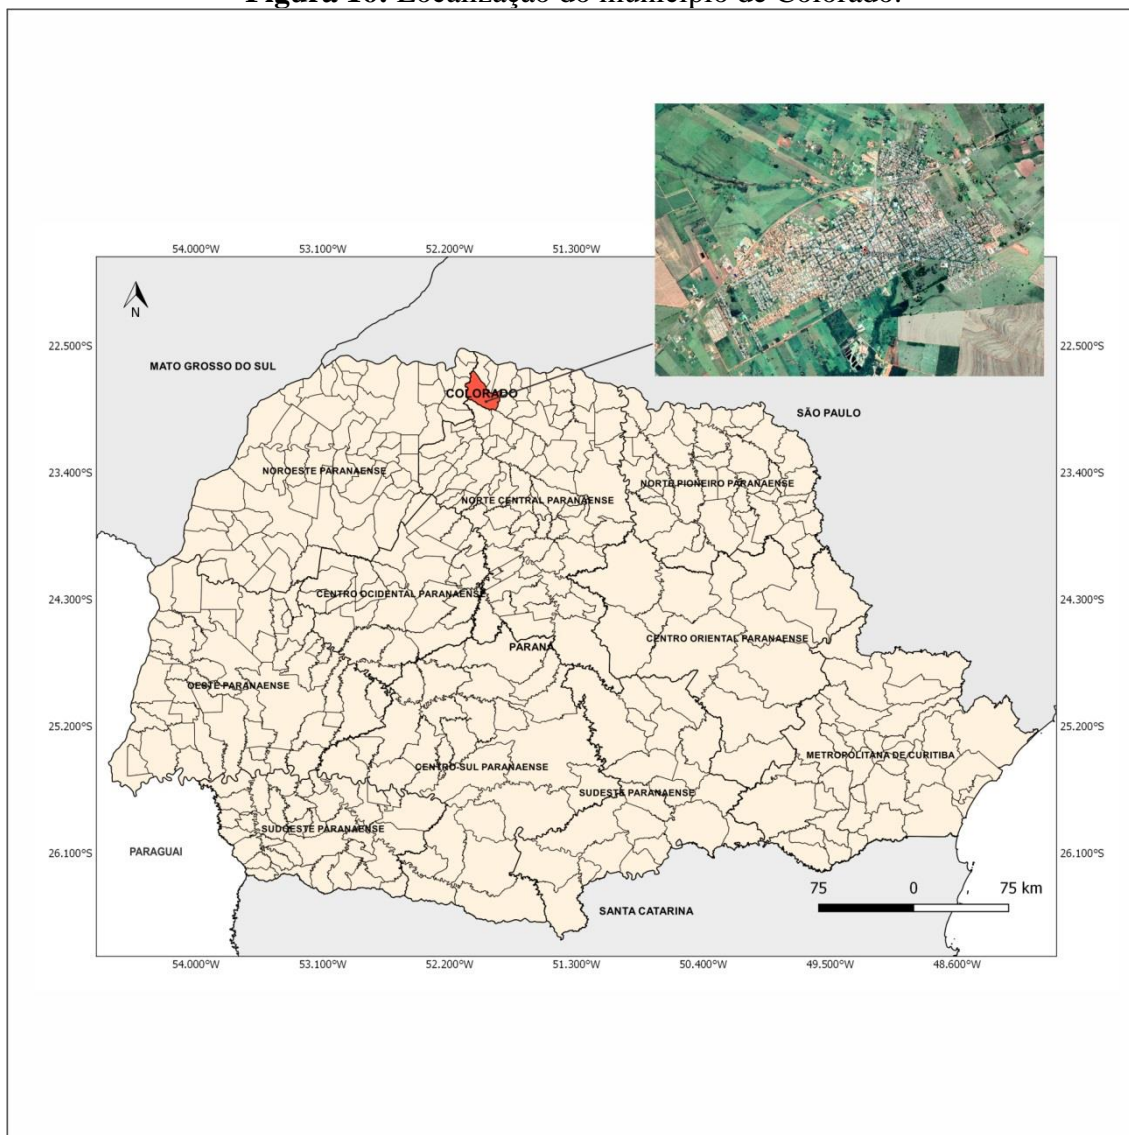 Figura 10: Localização do município de Colorado.
54.000°W 53.100°W 52.200°W 51.300°W
N
22.500°S 22.500°S
MATO GROSSO DO SUL
COLORADO
SÃO PAULO
23.400°S 23.400°S
NOROESTE PARANAENSE
NORTE PIONEIRO PARANAENSE
NORTE CENTRAL PARANAENSE
24.300°S 24.300°S
CENTRO OCIDENTAL PARANAENSE
CENTRO ORIENTAL PARANAENSE
PARANÁ
OESTE PARANAENSE
25.200°S 25.200°S
METROPOLITANA DE CURITIBA
CENTRO-SUL PARANAENSE
SUDESTE PARANAENSE
SUDOESTE PARANAENSE
PARAGUAI
26.100°S 26.100°S
75 0 75 km
SANTA CATARINA
54.000°W 53.100°W 52.200°W 51.300°W 50.400°W 49.500°W 48.600°W